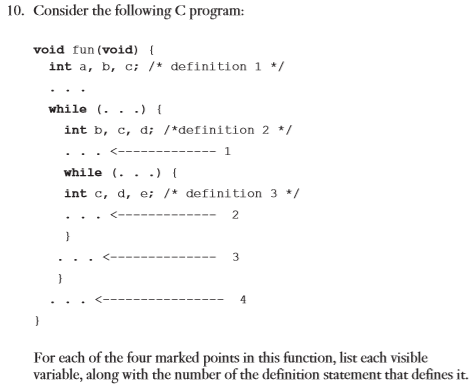 10. Consider the following C program:
void fun(void) {
int a, b, c; /* definition 1 */
. . .
while (. . .) {
int b, c, d; /*definition 2 */
. . . <------------- 1
while (. . .) {
int c, d, e; /* definition 3 */
. . . <------------- 2
}
. . . <-------------- 3
}
. . . <---------------- 4
}
For each of the four marked points in this function, list each visible
variable, along with the number of the definition statement that defines it.